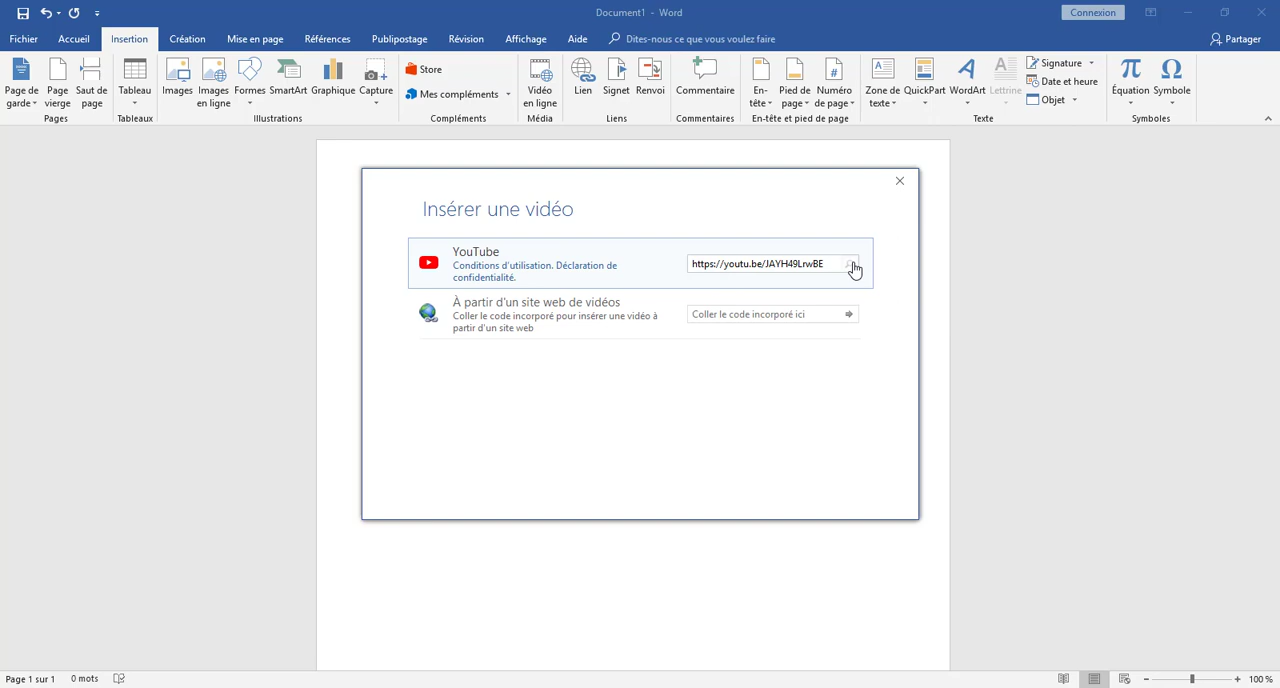 Document1 - Word
Connexion
Fichier Accueil Insertion Création Mise en page Références Publipostage Révision Affichage Aide Dites-nous ce que vous voulez faire Partager
Page de garde
Page vierge
Saut de page
Pages
Tableau
Tableaux
Images
Images en ligne
Formes
SmartArt
Graphique
Capture
Illustrations
Store
Mes compléments
Compléments
Vidéo en ligne
Média
Lien
Signet
Renvoi
Liens
Commentaire
Commentaires
En-tête
Pied de page
Numéro de page
En-tête et pied de page
Zone de texte
QuickPart
WordArt
Lettrine
Signature
Date et heure
Objet
Texte
Équation
Symbole
Symboles
Insérer une vidéo
YouTube
Conditions d'utilisation. Déclaration de
confidentialité.
https://youtu.be/JAYH49LrwBE
À partir d'un site web de vidéos
Coller le code incorporé pour insérer une vidéo à
partir d'un site web
Coller le code incorporé ici
Page 1 sur 1 0 mots
100 %